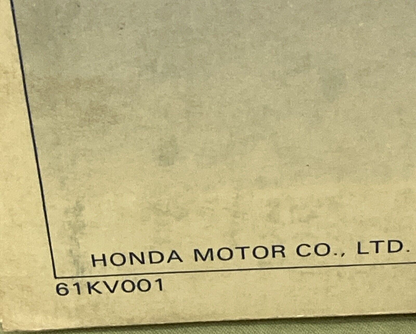 HONDA MOTOR CO., LTD.
61KV001